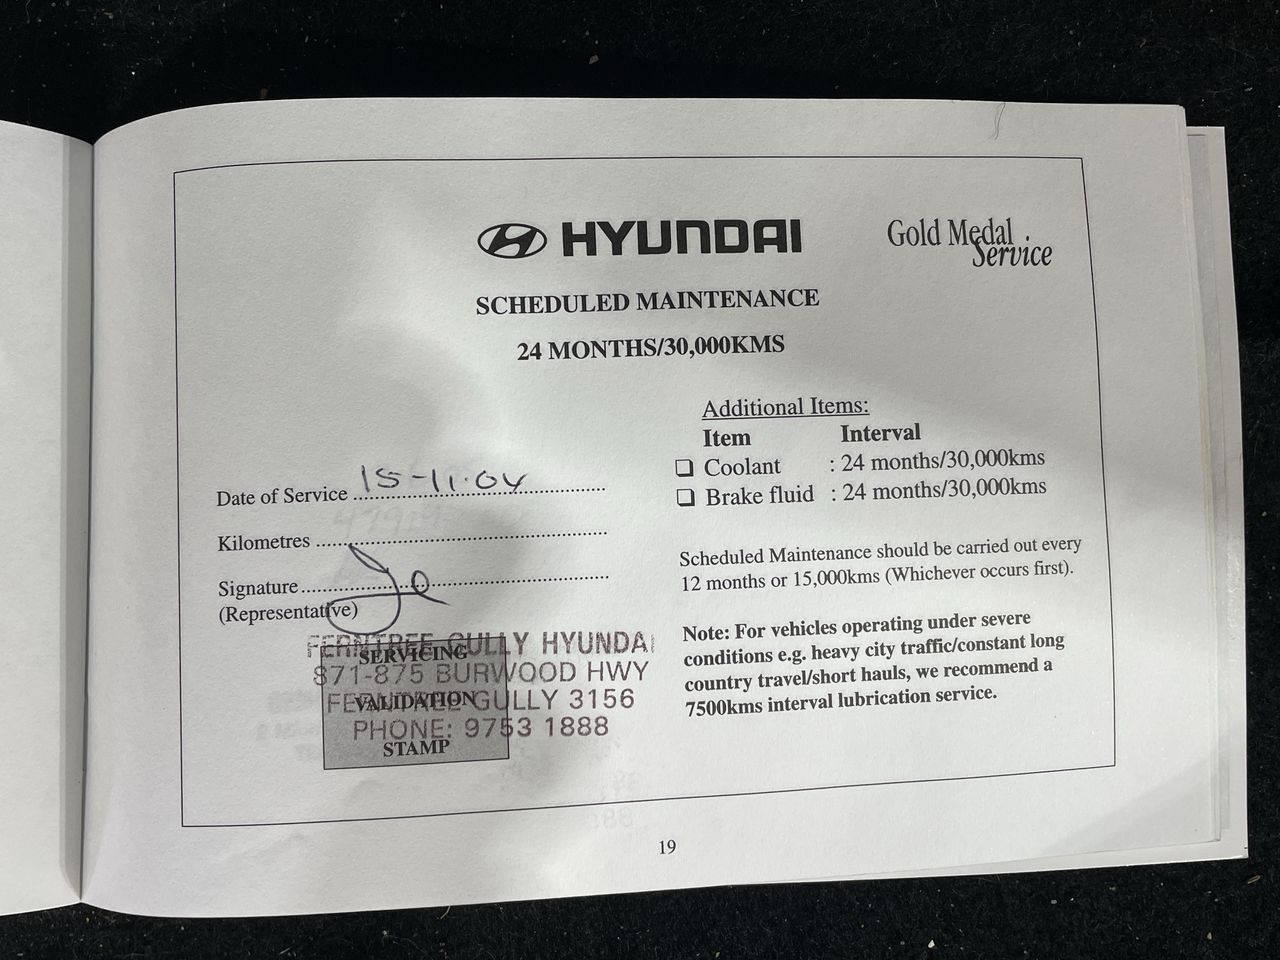 HYUNDAI
Gold Medal
Service
SCHEDULED MAINTENANCE
24 MONTHS/30,000KMS
Additional Items:
Item Interval
❏ Coolant : 24 months/30,000kms
❏ Brake fluid : 24 months/30,000kms
Date of Service 15-11.04
Kilometres
Signature
(Representative)
Scheduled Maintenance should be carried out every
12 months or 15,000kms (Whichever occurs first).
Note: For vehicles operating under severe
conditions e.g. heavy city traffic/constant long
country travel/short hauls, we recommend a
7500kms interval lubrication service.
FERNTREE GULLY HYUNDAI
SERVICING
871-875 BURWOOD HWY
FERNTREE GULLY 3156
VALIDATION
PHONE: 9753 1888
STAMP
19